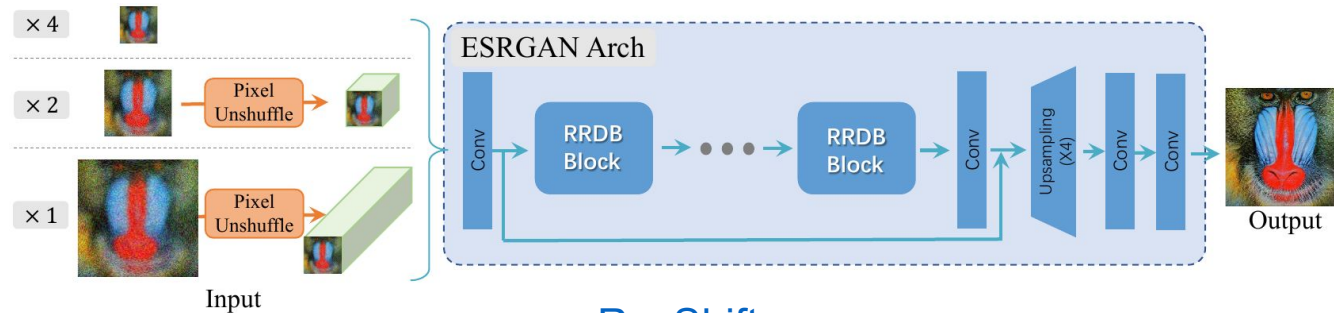 × 4
ESRGAN Arch
× 2
Pixel
Unshuffle
× 1
Pixel
Unshuffle
Input
Conv
RRDB
Block
RRDB
Block
Conv
Upsampling
(X4)
Conv
Conv
Output